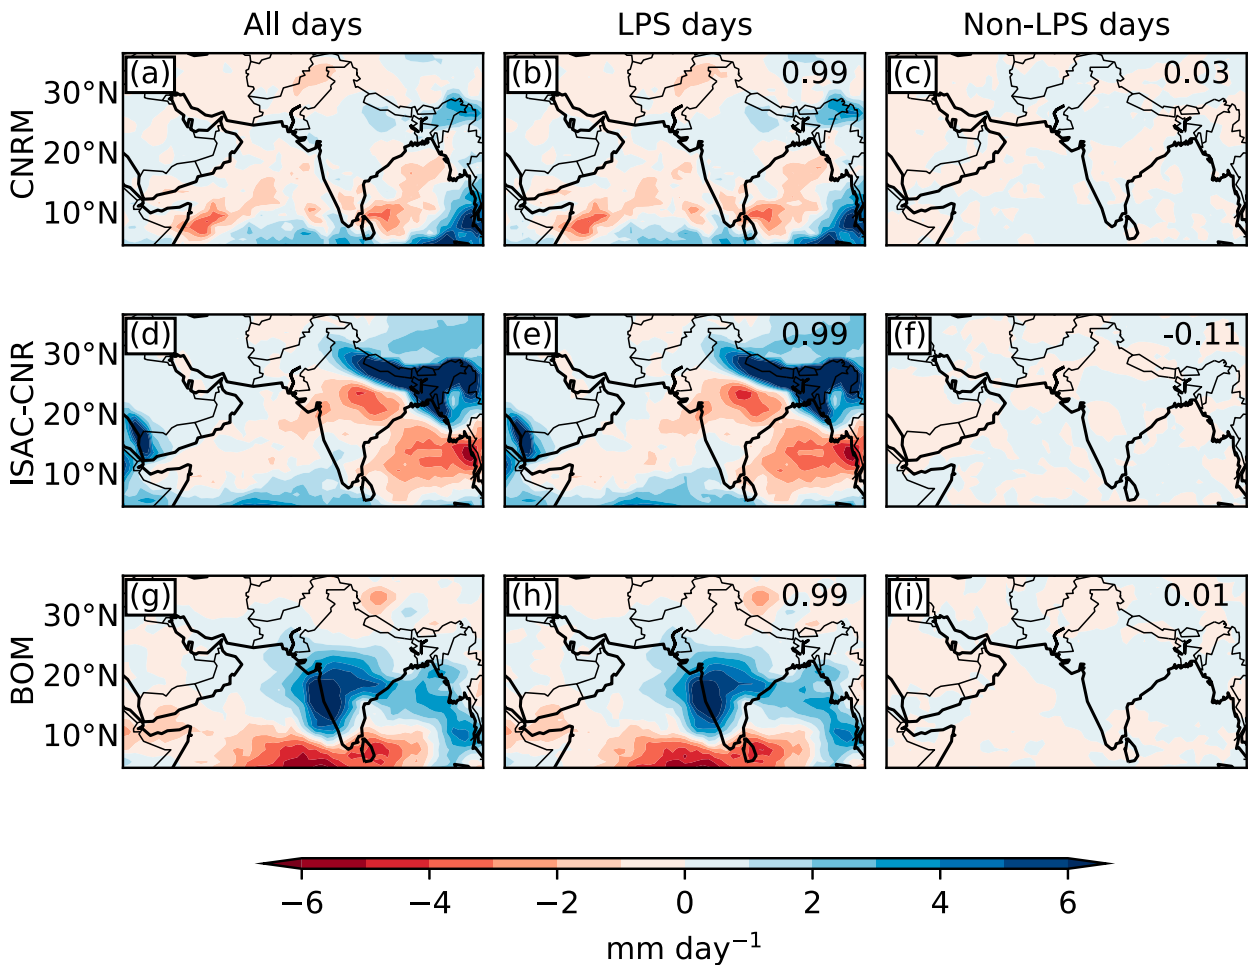 All days LPS days Non-LPS days
CNRM
(a) (b) 0.99 (c) 0.03
30°N
20°N
10°N
ISAC-CNR
(d) (e) 0.99 (f) -0.11
30°N
20°N
10°N
BOM
(g) (h) 0.99 (i) 0.01
30°N
20°N
10°N
−6 −4 −2 0 2 4 6
mm day⁻¹